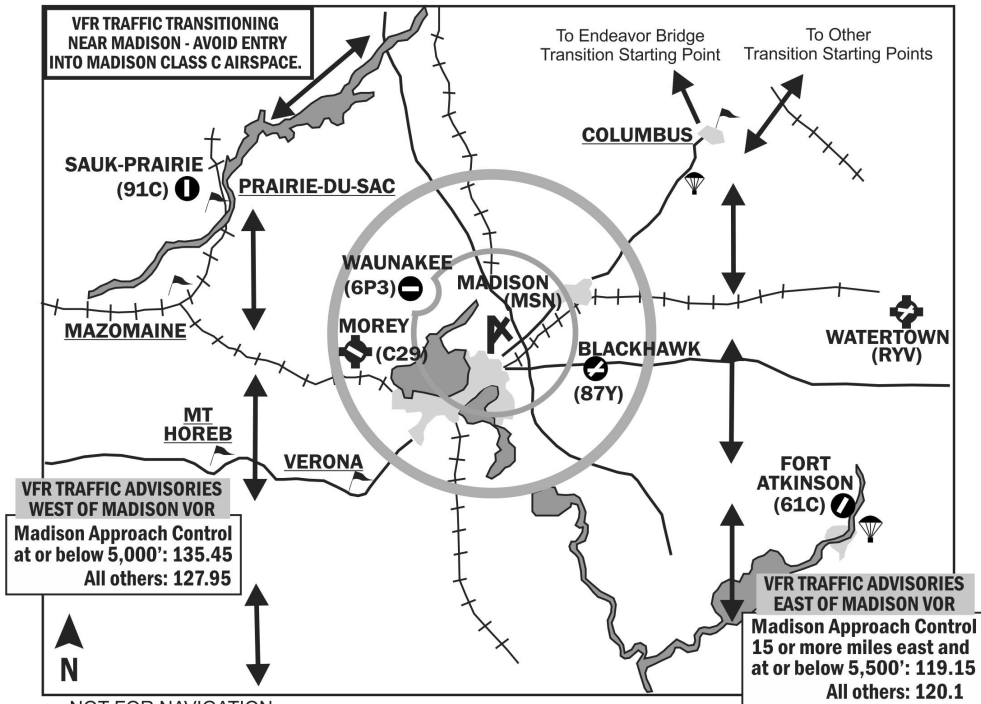 VFR TRAFFIC TRANSITIONING
NEAR MADISON - AVOID ENTRY
INTO MADISON CLASS C AIRSPACE.
To Endeavor Bridge
Transition Starting Point
To Other
Transition Starting Points
COLUMBUS
SAUK-PRAIRIE
(91C)
PRAIRIE-DU-SAC
WAUNAKEE
(6P3)
MADISON
(MSN)
MAZOMAINE
MOREY
(C29)
BLACKHAWK
(87Y)
WATERTOWN
(RYV)
MT
HOREB
VERONA
FORT
ATKINSON
(61C)
VFR TRAFFIC ADVISORIES
WEST OF MADISON VOR
Madison Approach Control
at or below 5,000': 135.45
All others: 127.95
N
VFR TRAFFIC ADVISORIES
EAST OF MADISON VOR
Madison Approach Control
15 or more miles east and
at or below 5,500': 119.15
All others: 120.1
NOT FOR NAVIGATION